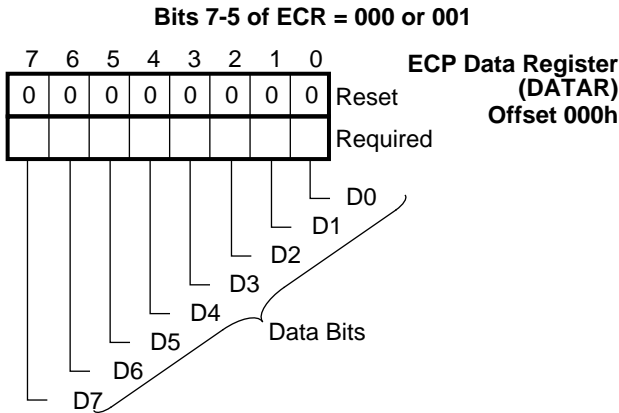 Bits 7-5 of ECR = 000 or 001
7 6 5 4 3 2 1 0
ECP Data Register
(DATAR)
Offset 000h
0 0 0 0 0 0 0 0 Reset
Required
D0
D1
D2
D3
D4
D5
D6
D7
Data Bits